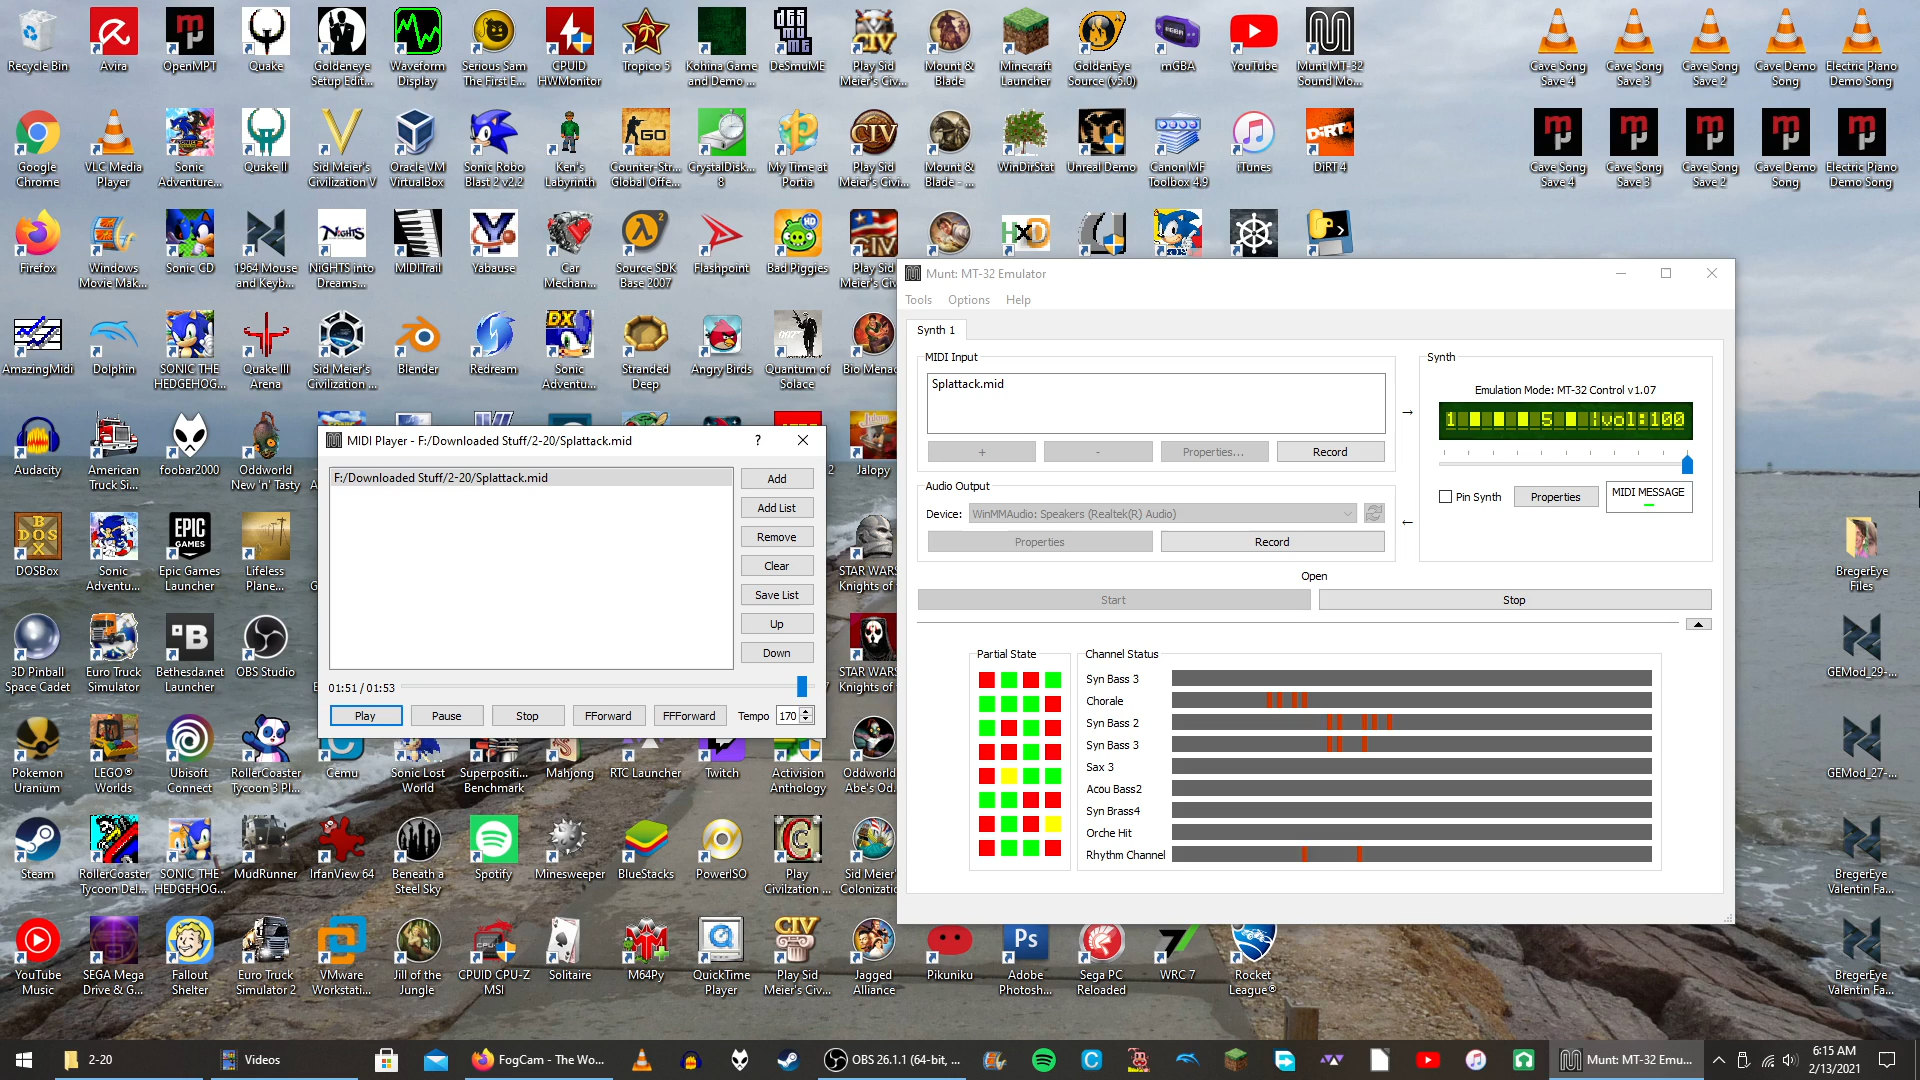 Recycle Bin
Avira
OpenMPT
Quake
Goldeneye
Setup Edit...
Waveform
Display
Serious Sam
The First E...
CPUID
HWMonitor
Tropico 5
Kohina Game
and Demo ...
DeSmuME
Play Sid
Meier's Civ...
Mount &
Blade
Minecraft
Launcher
GoldenEye
Source (v5.0)
mGBA
YouTube
Munt MT-32
Sound Mo...
Cave Song
Save 4
Cave Song
Save 3
Cave Song
Save 2
Cave Demo
Song
Electric Piano
Demo Song
Google
Chrome
VLC Media
Player
Sonic
Adventure...
Quake II
Sid Meier's
Civilization V
Oracle VM
VirtualBox
Sonic Robo
Blast 2 v2.2
Ken's
Labyrinth
Counter-Str...
Global Offe...
CrystalDisk...
8
My Time at
Portia
Play Sid
Meier's Civi...
Mount &
Blade - ...
WinDirStat
Unreal Demo
Canon MF
Toolbox 4.9
iTunes
DiRT 4
Cave Song
Save 4
Cave Song
Save 3
Cave Song
Save 2
Cave Demo
Song
Electric Piano
Demo Song
Firefox
Windows
Movie Mak...
Sonic CD
1964 Mouse
and Keyb...
NiGHTS into
Dreams...
MIDITrail
Yabause
Car
Mechan...
Source SDK
Base 2007
Flashpoint
Bad Piggies
Play Sid
Meier's Civ...
AmazingMidi
Dolphin
SONIC THE
HEDGEHOG...
Quake III
Arena
Sid Meier's
Civilization ...
Blender
Redream
Sonic
Adventu...
Stranded
Deep
Angry Birds
Quantum of
Solace
Bio Menac
Audacity
American
Truck Si...
foobar2000
Oddworld
New 'n' Tasty
Jalopy
DOSBox
Sonic
Adventu...
Epic Games
Launcher
Lifeless
Plane...
STAR WARS
Knights of
3D Pinball
Space Cadet
Euro Truck
Simulator
Bethesda.net
Launcher
OBS Studio
STAR WARS
Knights of
MIDI Player - F:/Downloaded Stuff/2-20/Splattack.mid
?
F:/Downloaded Stuff/2-20/Splattack.mid
Add
Add List
Remove
Clear
Save List
Up
Down
01:51 / 01:53
Play
Pause
Stop
FForward
FFForward
Tempo
170
Munt: MT-32 Emulator
Tools
Options
Help
Synth 1
MIDI Input
Splattack.mid
+
-
Properties...
Record
Audio Output
Device:
WinMMAudio: Speakers (Realtek(R) Audio)
Properties
Record
Synth
Emulation Mode: MT-32 Control v1.07
1 5 |vol:100
Pin Synth
Properties
MIDI MESSAGE
Open
Start
Stop
Partial State
Channel Status
Syn Bass 3
Chorale
Syn Bass 2
Syn Bass 3
Sax 3
Acou Bass2
Syn Brass4
Orche Hit
Rhythm Channel
BregerEye
Files
GEMod_29-...
GEMod_27-...
BregerEye
Valentin Fa...
BregerEye
Valentin Fa...
Pokemon
Uranium
LEGO®
Worlds
Ubisoft
Connect
RollerCoaster
Tycoon 3 Pl...
Cemu
Sonic Lost
World
Superpositi...
Benchmark
Mahjong
RTC Launcher
Twitch
Activision
Anthology
Oddworld
Abe's Od...
Steam
RollerCoaster
Tycoon Del...
SONIC THE
HEDGEHOG...
MudRunner
IrfanView 64
Beneath a
Steel Sky
Spotify
Minesweeper
BlueStacks
PowerISO
Play
Civilzation ...
Sid Meier'
Colonizatio
YouTube
Music
SEGA Mega
Drive & G...
Fallout
Shelter
Euro Truck
Simulator 2
VMware
Workstati...
Jill of the
Jungle
CPUID CPU-Z
MSI
Solitaire
M64Py
QuickTime
Player
Play Sid
Meier's Civ...
Jagged
Alliance
Pikuniku
Adobe
Photosh...
Sega PC
Reloaded
WRC 7
Rocket
League®
2-20
Videos
FogCam - The Wo...
OBS 26.1.1 (64-bit, ...
Munt: MT-32 Emu...
6:15 AM
2/13/2021